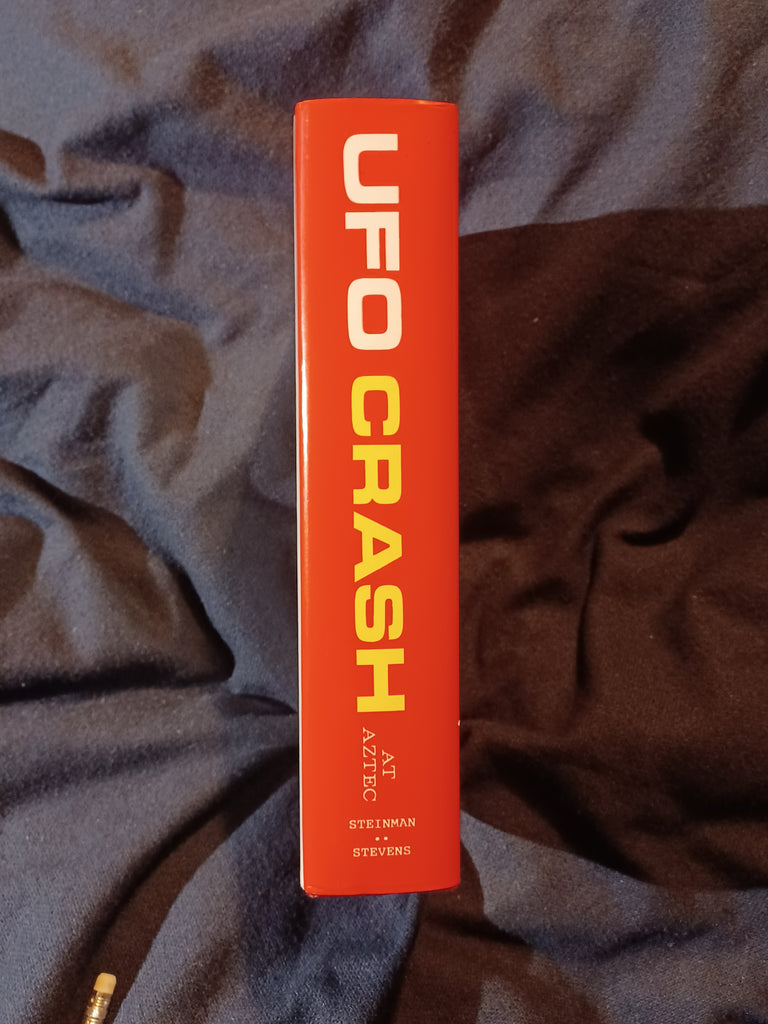 UFO CRASH
AT
AZTEC
STEINMAN
••
STEVENS